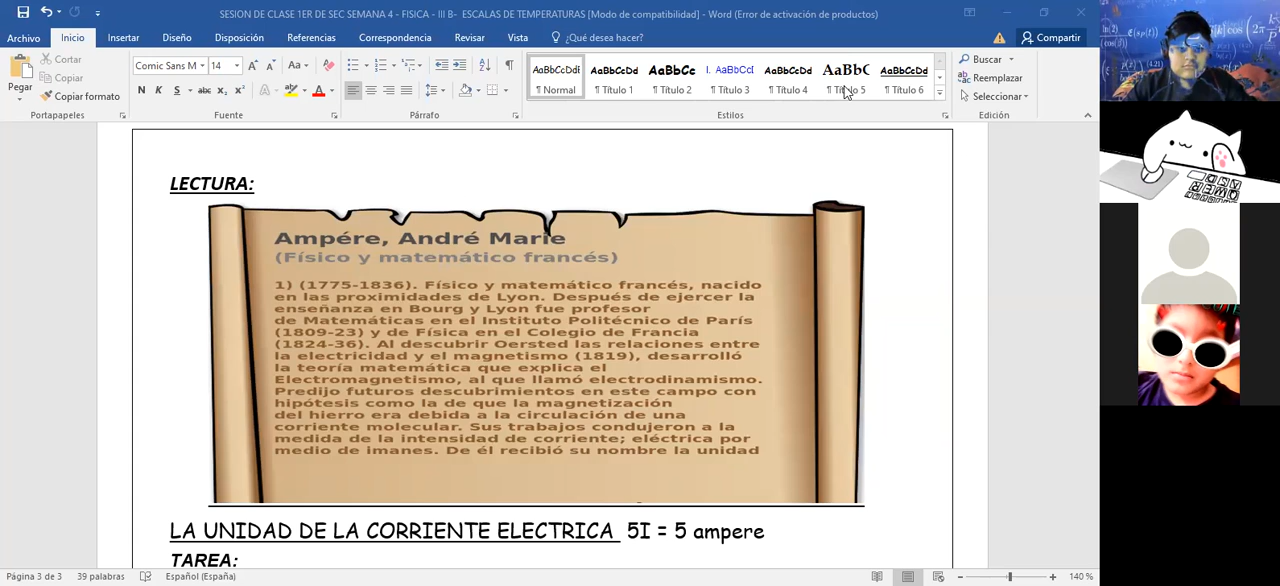 SESION DE CLASE 1ER DE SEC SEMANA 4 - FISICA - III B- ESCALAS DE TEMPERATURAS [Modo de compatibilidad] - Word (Error de activación de productos)
Archivo Inicio Insertar Diseño Disposición Referencias Correspondencia Revisar Vista ¿Qué desea hacer? Compartir
Pegar
Cortar
Copiar
Copiar formato
Portapapeles
Comic Sans M 14 Aa
N K S abc x₂ x² A ab A
Fuente
Párrafo
AaBbCcDdE AaBbCcDd AaBbCc I. AaBbCcI AaBbCcDd AaBbC AaBbCcDd
¶ Normal ¶ Título 1 ¶ Título 2 ¶ Título 3 ¶ Título 4 ¶ Título 5 ¶ Título 6
Estilos
Buscar
Reemplazar
Seleccionar
Edición
LECTURA:
Ampére, André Marie
(Físico y matemático francés)
1) (1775-1836). Físico y matemático francés, nacido
en las proximidades de Lyon. Después de ejercer la
enseñanza en Bourg y Lyon fue profesor
de Matemáticas en el Instituto Politécnico de París
(1809-23) y de Física en el Colegio de Francia
(1824-36). Al descubrir Oersted las relaciones entre
la electricidad y el magnetismo (1819), desarrolló
la teoría matemática que explica el
Electromagnetismo, al que llamó electrodinamismo.
Predijo futuros descubrimientos en este campo con
hipótesis como la de que la magnetización
del hierro era debida a la circulación de una
corriente molecular. Sus trabajos condujeron a la
medida de la intensidad de corriente; eléctrica por
medio de imanes. De él recibió su nombre la unidad
LA UNIDAD DE LA CORRIENTE ELECTRICA 5I = 5 ampere
TAREA:
Página 3 de 3 39 palabras Español (España) 140 %